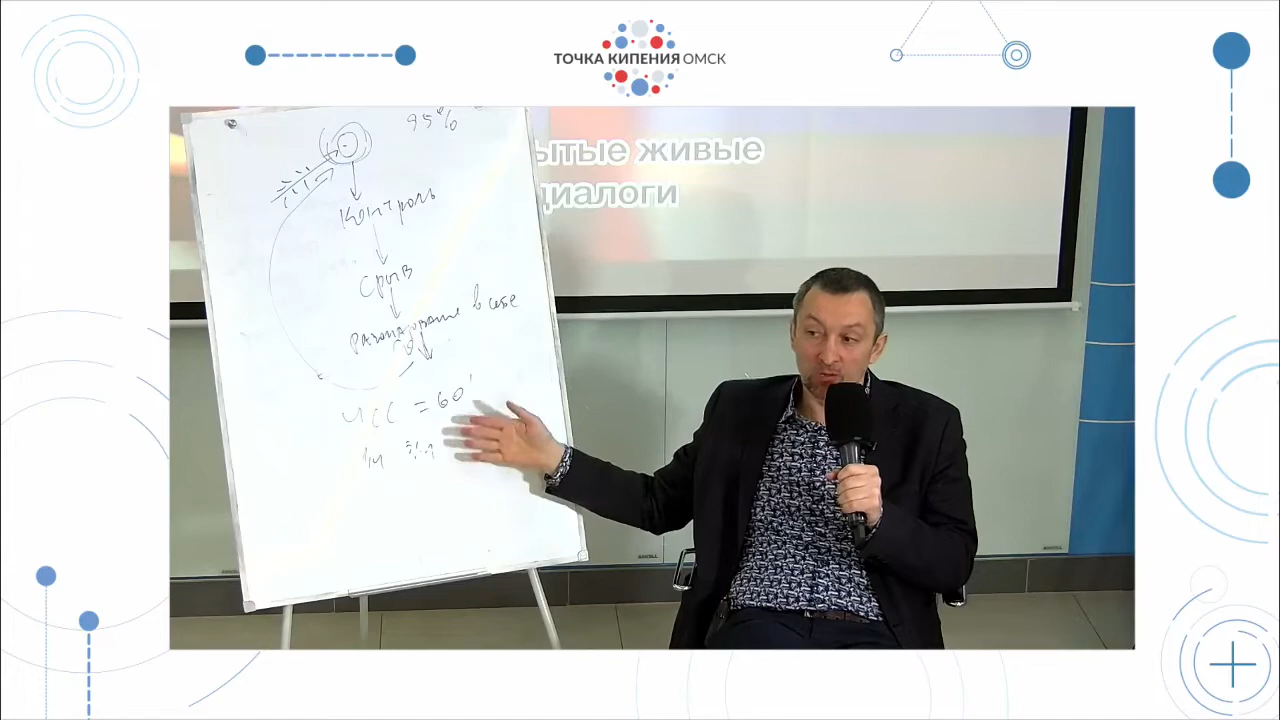 ТОЧКА КИПЕНИЯ ОМСК
ытые живые
диалоги
95%
Контроль
Срыв
Разочарование в себе
ЧСС = 60'